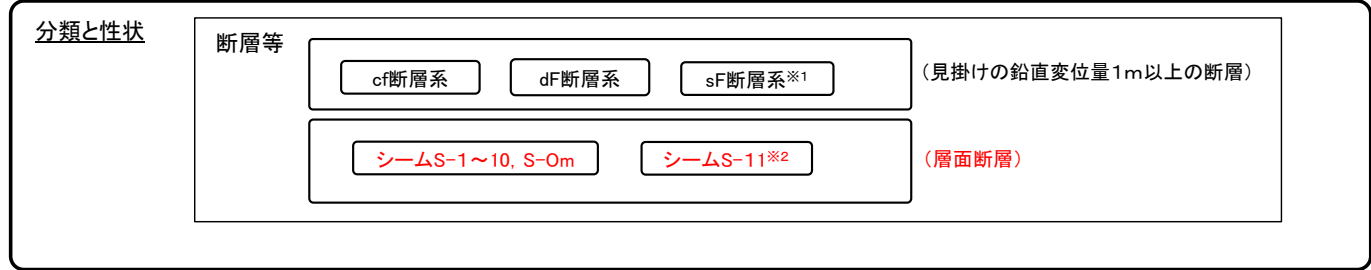 分類と性状
断層等
cf断層系 dF断層系 sF断層系※1 (見掛けの鉛直変位量1m以上の断層)
シームS-1～10, S-Om シームS-11※2 (層面断層)